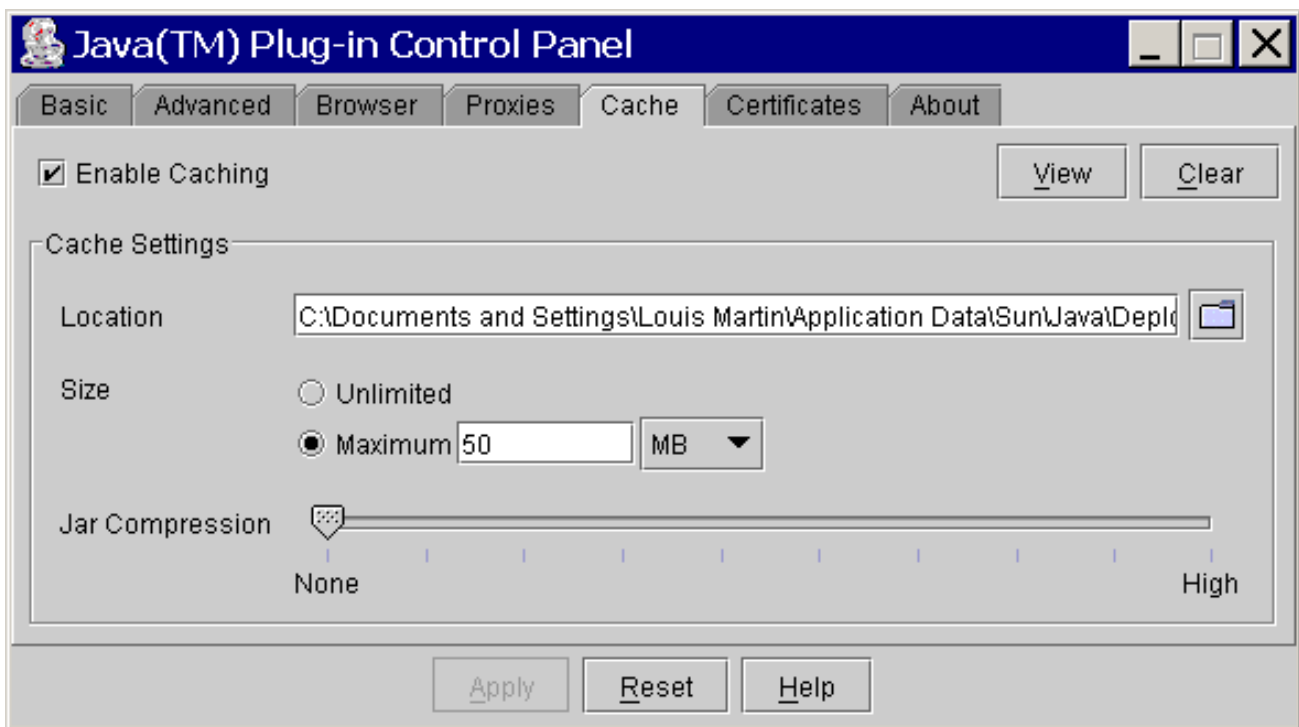 Java(TM) Plug-in Control Panel
Basic Advanced Browser Proxies Cache Certificates About
Enable Caching View Clear
Cache Settings
Location C:\Documents and Settings\Louis Martin\Application Data\Sun\Java\Deplo
Size Unlimited
Maximum 50 MB
Jar Compression
None High
Apply Reset Help